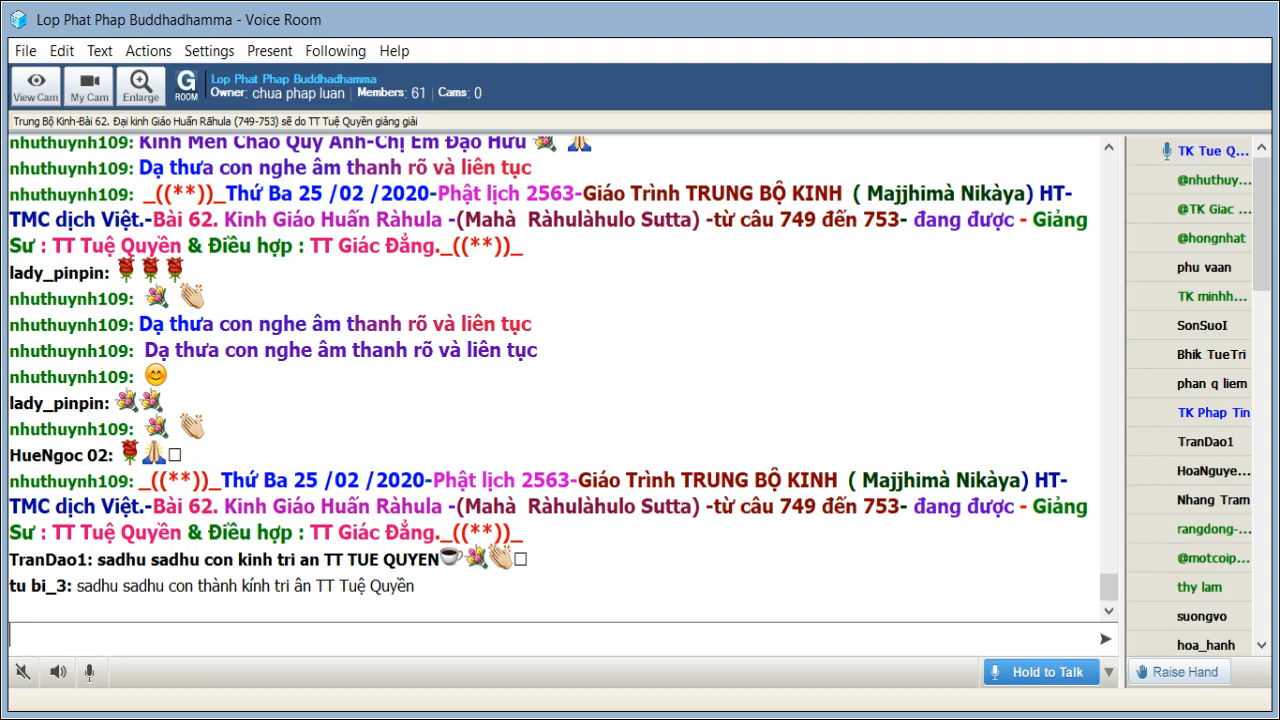 Lop Phat Phap Buddhadhamma - Voice Room
File Edit Text Actions Settings Present Following Help
View Cam My Cam Enlarge G ROOM
Lop Phat Phap Buddhadhamma
Owner: chua phap luan Members: 61 Cams: 0
Trung Bộ Kinh-Bài 62. Đại kinh Giáo Huấn Rãhula (749-753) sẽ do TT Tuệ Quyền giảng giải
nhuthuynh109: Kính Mến Chào Quý Anh-Chị Em Đạo Hữu
nhuthuynh109: Dạ thưa con nghe âm thanh rõ và liên tục
nhuthuynh109: _((**))_Thứ Ba 25 /02 /2020-Phật lịch 2563-Giáo Trình TRUNG BỘ KINH ( Majjhimà Nikàya) HT-
TMC dịch Việt.-Bài 62. Kinh Giáo Huấn Ràhula -(Mahà Ràhulàhulo Sutta) -từ câu 749 đến 753- đang được - Giảng
Sư : TT Tuệ Quyền & Điều hợp : TT Giác Đẳng._((**))_
lady_pinpin:
nhuthuynh109:
nhuthuynh109: Dạ thưa con nghe âm thanh rõ và liên tục
nhuthuynh109: Dạ thưa con nghe âm thanh rõ và liên tục
nhuthuynh109:
lady_pinpin:
nhuthuynh109:
HueNgoc 02:
nhuthuynh109: _((**))_Thứ Ba 25 /02 /2020-Phật lịch 2563-Giáo Trình TRUNG BỘ KINH ( Majjhimà Nikàya) HT-
TMC dịch Việt.-Bài 62. Kinh Giáo Huấn Ràhula -(Mahà Ràhulàhulo Sutta) -từ câu 749 đến 753- đang được - Giảng
Sư : TT Tuệ Quyền & Điều hợp : TT Giác Đẳng._((**))_
TranDao1: sadhu sadhu con kinh tri an TT TUE QUYEN
tu bi_3: sadhu sadhu con thành kính tri ân TT Tuệ Quyền
TK Tue Q...
@nhuthuy...
@TK Giac ...
@hongnhat
phu vaan
TK minhh...
SonSuoI
Bhik TueTri
phan q liem
TK Phap Tin
TranDao1
HoaNguye...
Nhang Tram
rangdong-...
@motcoip...
thy lam
suongvo
hoa_hanh
Hold to Talk
Raise Hand